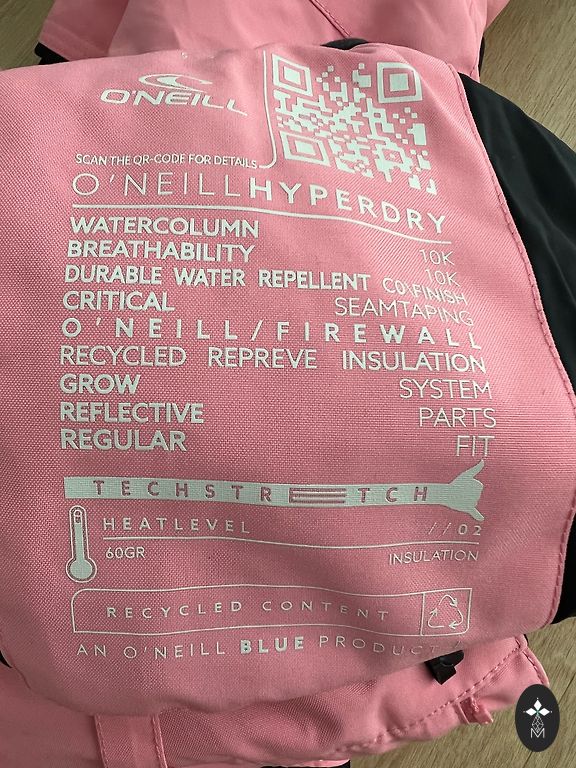 O'NEILL
SCAN THE QR-CODE FOR DETAILS
O'NEILL HYPERDRY
WATERCOLUMN 10K
BREATHABILITY 10K
DURABLE WATER REPELLENT C0 FINISH
CRITICAL SEAMTAPING
O'NEILL/FIREWALL
RECYCLED REPREVE INSULATION
GROW SYSTEM
REFLECTIVE PARTS
REGULAR FIT
TECHSTRETCH
HEATLEVEL //02
60GR INSULATION
RECYCLED CONTENT
AN O'NEILL BLUE PRODUCT
M